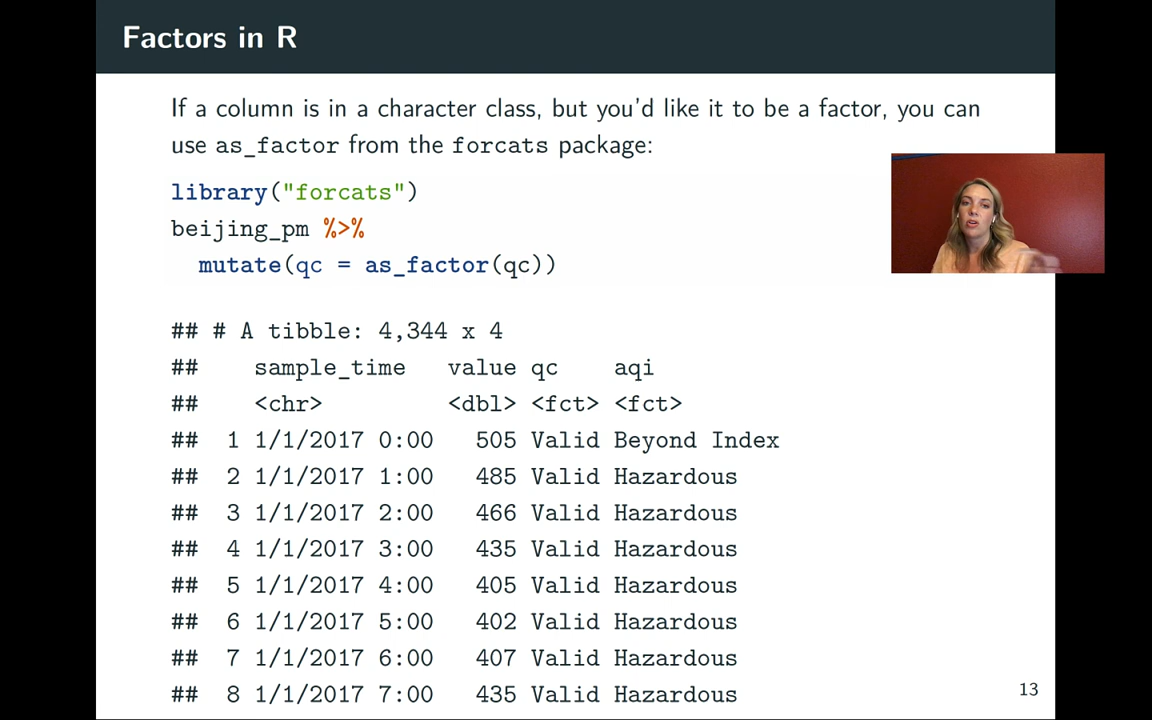 Factors in R
If a column is in a character class, but you'd like it to be a factor, you can
use as_factor from the forcats package:
library("forcats")
beijing_pm %>%
  mutate(qc = as_factor(qc))
## # A tibble: 4,344 x 4
##    sample_time   value qc    aqi
##    <chr>         <dbl> <fct> <fct>
##  1 1/1/2017 0:00   505 Valid Beyond Index
##  2 1/1/2017 1:00   485 Valid Hazardous
##  3 1/1/2017 2:00   466 Valid Hazardous
##  4 1/1/2017 3:00   435 Valid Hazardous
##  5 1/1/2017 4:00   405 Valid Hazardous
##  6 1/1/2017 5:00   402 Valid Hazardous
##  7 1/1/2017 6:00   407 Valid Hazardous
##  8 1/1/2017 7:00   435 Valid Hazardous
13